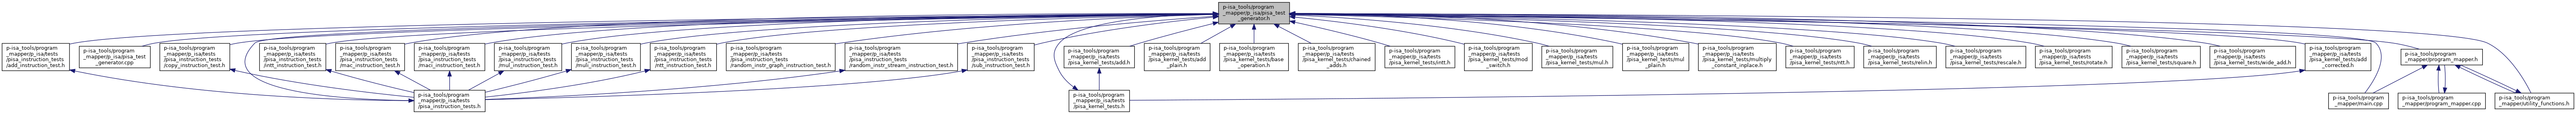 p-isa_tools/program
_mapper/p_isa/pisa_test
_generator.h
p-isa_tools/program
_mapper/p_isa/tests
/pisa_instruction_tests
/add_instruction_test.h
p-isa_tools/program
_mapper/p_isa/pisa_test
_generator.cpp
p-isa_tools/program
_mapper/p_isa/tests
/pisa_instruction_tests
/copy_instruction_test.h
p-isa_tools/program
_mapper/p_isa/tests
/pisa_instruction_tests
/intt_instruction_test.h
p-isa_tools/program
_mapper/p_isa/tests
/pisa_instruction_tests
/mac_instruction_test.h
p-isa_tools/program
_mapper/p_isa/tests
/pisa_instruction_tests
/maci_instruction_test.h
p-isa_tools/program
_mapper/p_isa/tests
/pisa_instruction_tests
/mul_instruction_test.h
p-isa_tools/program
_mapper/p_isa/tests
/pisa_instruction_tests
/muli_instruction_test.h
p-isa_tools/program
_mapper/p_isa/tests
/pisa_instruction_tests
/ntt_instruction_test.h
p-isa_tools/program
_mapper/p_isa/tests
/pisa_instruction_tests
/random_instr_graph_instruction_test.h
p-isa_tools/program
_mapper/p_isa/tests
/pisa_instruction_tests
/random_instr_stream_instruction_test.h
p-isa_tools/program
_mapper/p_isa/tests
/pisa_instruction_tests
/sub_instruction_test.h
p-isa_tools/program
_mapper/p_isa/tests
/pisa_kernel_tests/add.h
p-isa_tools/program
_mapper/p_isa/tests
/pisa_kernel_tests/add
_plain.h
p-isa_tools/program
_mapper/p_isa/tests
/pisa_kernel_tests/base
_operation.h
p-isa_tools/program
_mapper/p_isa/tests
/pisa_kernel_tests/chained
_adds.h
p-isa_tools/program
_mapper/p_isa/tests
/pisa_kernel_tests/intt.h
p-isa_tools/program
_mapper/p_isa/tests
/pisa_kernel_tests/mod
_switch.h
p-isa_tools/program
_mapper/p_isa/tests
/pisa_kernel_tests/mul.h
p-isa_tools/program
_mapper/p_isa/tests
/pisa_kernel_tests/mul
_plain.h
p-isa_tools/program
_mapper/p_isa/tests
/pisa_kernel_tests/multiply
_constant_inplace.h
p-isa_tools/program
_mapper/p_isa/tests
/pisa_kernel_tests/ntt.h
p-isa_tools/program
_mapper/p_isa/tests
/pisa_kernel_tests/relin.h
p-isa_tools/program
_mapper/p_isa/tests
/pisa_kernel_tests/rescale.h
p-isa_tools/program
_mapper/p_isa/tests
/pisa_kernel_tests/rotate.h
p-isa_tools/program
_mapper/p_isa/tests
/pisa_kernel_tests/square.h
p-isa_tools/program
_mapper/p_isa/tests
/pisa_kernel_tests/wide_add.h
p-isa_tools/program
_mapper/p_isa/tests
/pisa_kernel_tests/add
_corrected.h
p-isa_tools/program
_mapper/program_mapper.h
p-isa_tools/program
_mapper/p_isa/tests
/pisa_instruction_tests.h
p-isa_tools/program
_mapper/p_isa/tests
/pisa_kernel_tests.h
p-isa_tools/program
_mapper/main.cpp
p-isa_tools/program
_mapper/program_mapper.cpp
p-isa_tools/program
_mapper/utility_functions.h